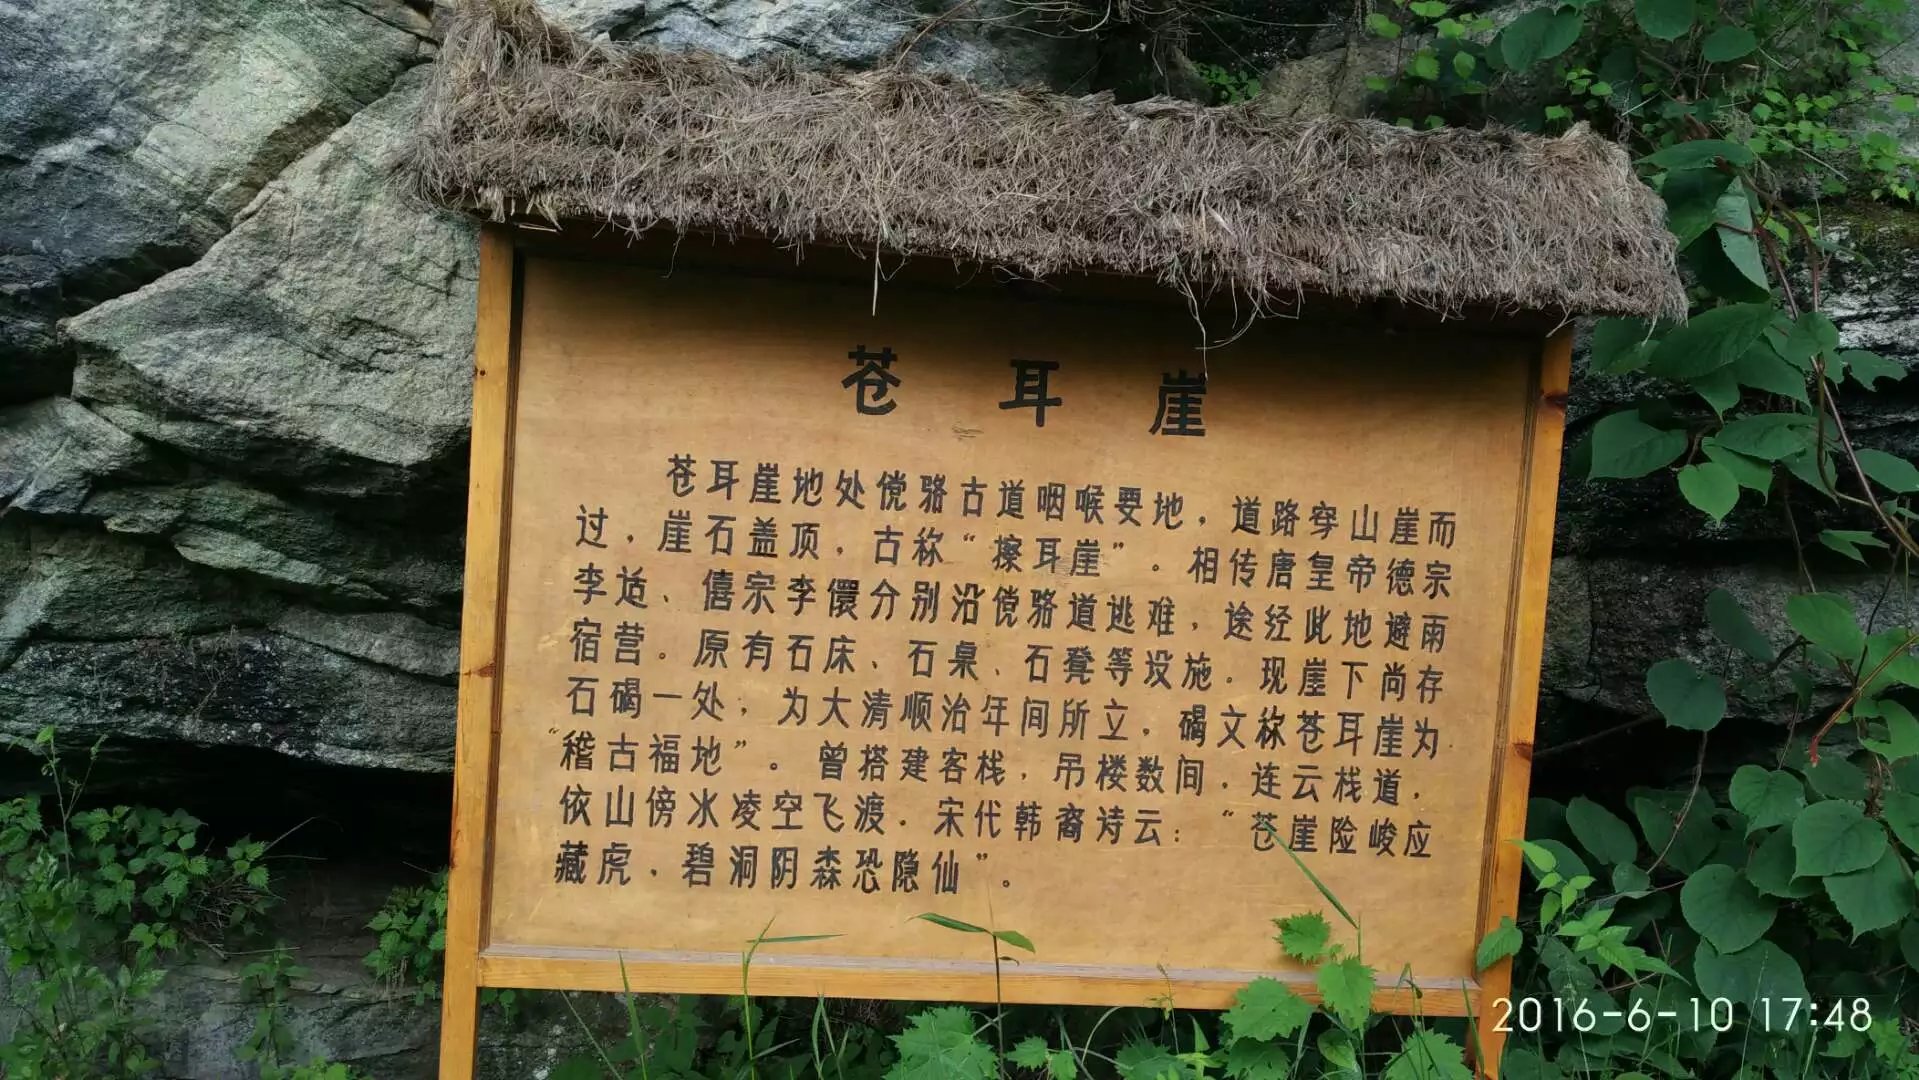 苍耳崖
苍耳崖地处傥骆古道咽喉要地，道路穿山崖而
过，崖石盖顶，古称“擦耳崖”。相传唐皇帝德宗
李适、僖宗李儇分别沿傥骆道逃难，途经此地避雨
宿营。原有石床、石桌、石凳等设施。现崖下尚存
石碣一处，为大清顺治年间所立，碣文称苍耳崖为
“稽古福地”。曾搭建客栈，吊楼数间，连云栈道，
依山傍水凌空飞渡．宋代韩裔诗云：“苍崖险峻应
藏虎，碧洞阴森恐隐仙”。
2016-6-10 17:48